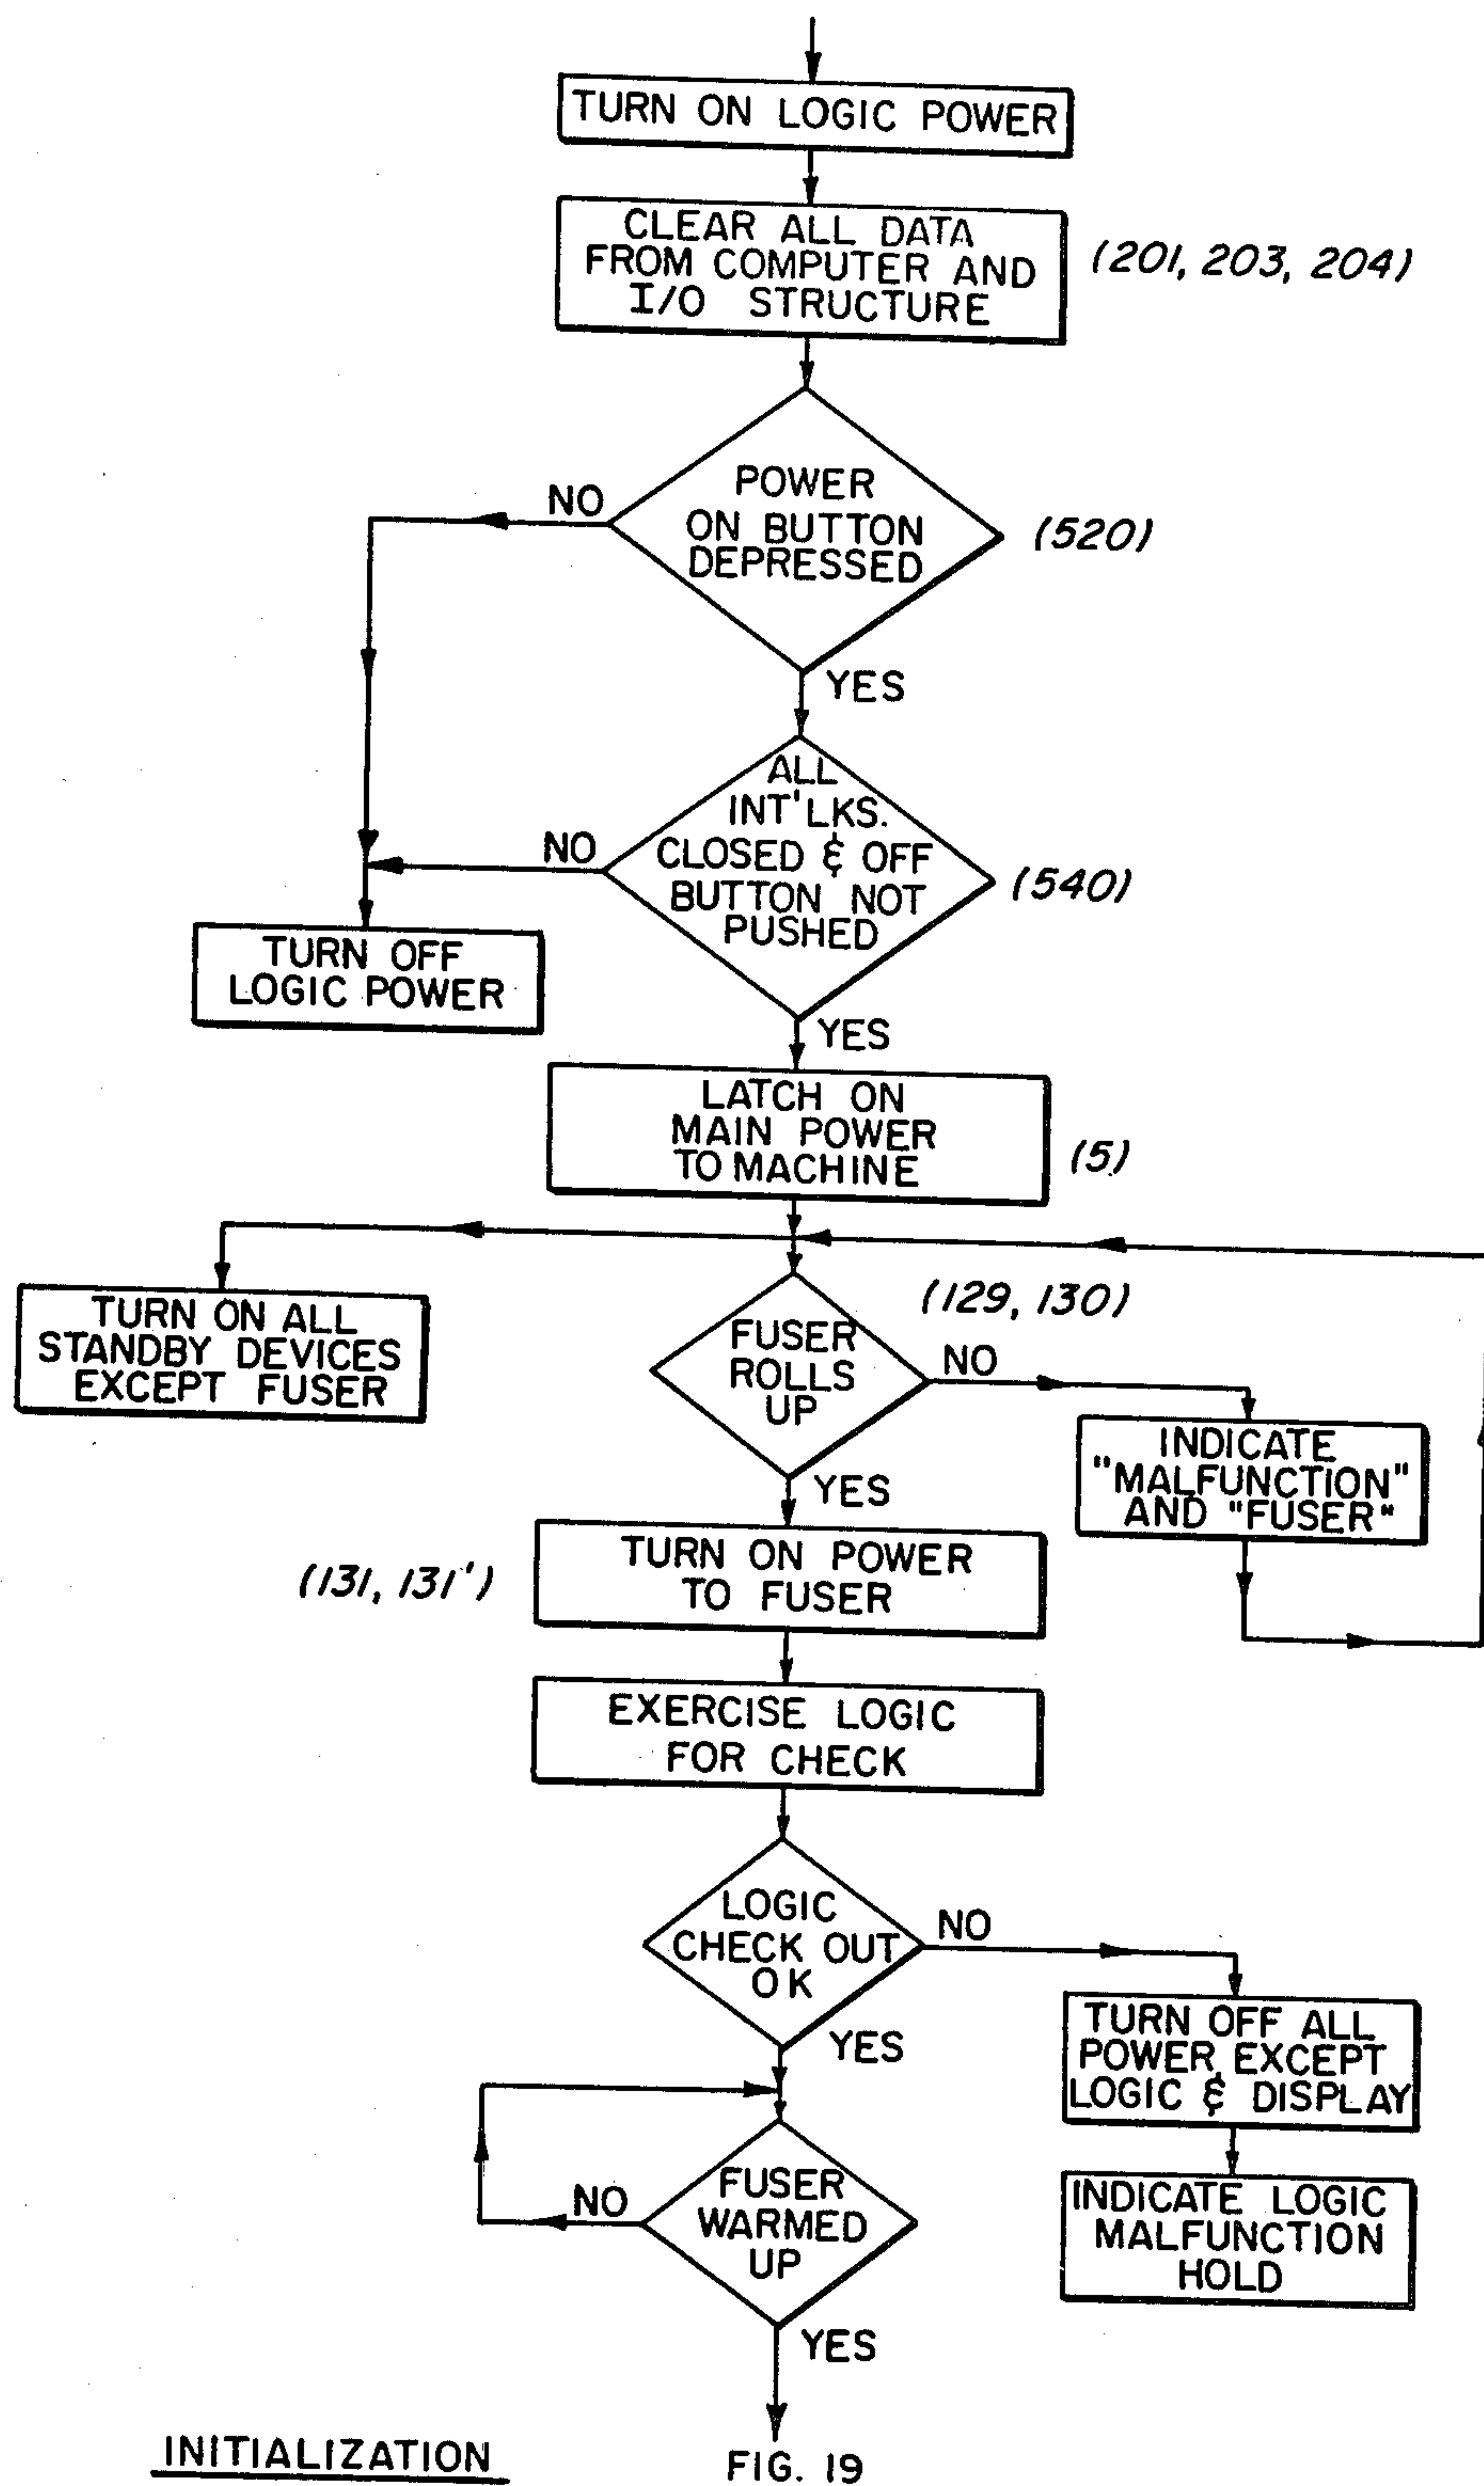 TURN ON LOGIC POWER
CLEAR ALL DATA
FROM COMPUTER AND
I/O STRUCTURE
(201, 203, 204)
POWER
ON BUTTON
DEPRESSED
(520)
NO
YES
ALL
INT'LKS.
CLOSED & OFF
BUTTON NOT
PUSHED
(540)
NO
TURN OFF
LOGIC POWER
YES
LATCH ON
MAIN POWER
TO MACHINE
(5)
TURN ON ALL
STANDBY DEVICES
EXCEPT FUSER
(129, 130)
FUSER
ROLLS
UP
NO
INDICATE
"MALFUNCTION"
AND "FUSER"
YES
(131, 131')
TURN ON POWER
TO FUSER
EXERCISE LOGIC
FOR CHECK
LOGIC
CHECK OUT
OK
NO
YES
TURN OFF ALL
POWER EXCEPT
LOGIC & DISPLAY
FUSER
WARMED
UP
NO
INDICATE LOGIC
MALFUNCTION
HOLD
YES
INITIALIZATION
FIG. 19